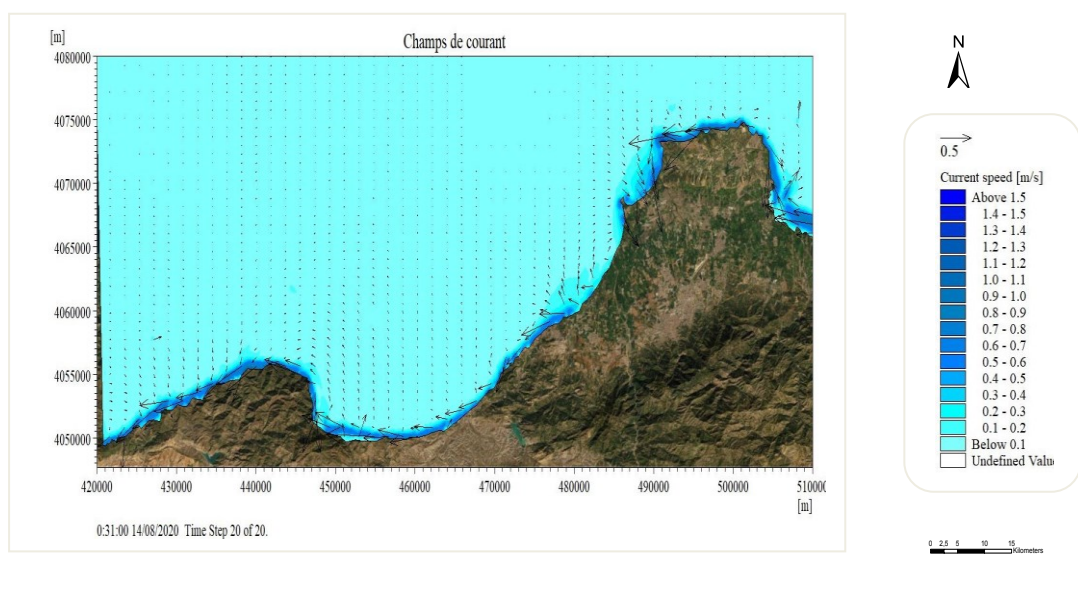 [m]
Champs de courant
4080000
4075000
4070000
4065000
4060000
4055000
4050000
420000 430000 440000 450000 460000 470000 480000 490000 500000 51000
[m]
0:31:00 14/08/2020 Time Step 20 of 20.
N
0.5
Current speed [m/s]
Above 1.5
1.4 - 1.5
1.3 - 1.4
1.2 - 1.3
1.1 - 1.2
1.0 - 1.1
0.9 - 1.0
0.8 - 0.9
0.7 - 0.8
0.6 - 0.7
0.5 - 0.6
0.4 - 0.5
0.3 - 0.4
0.2 - 0.3
0.1 - 0.2
Below 0.1
Undefined Valu
0 2,5 5 10 15
Kilometers